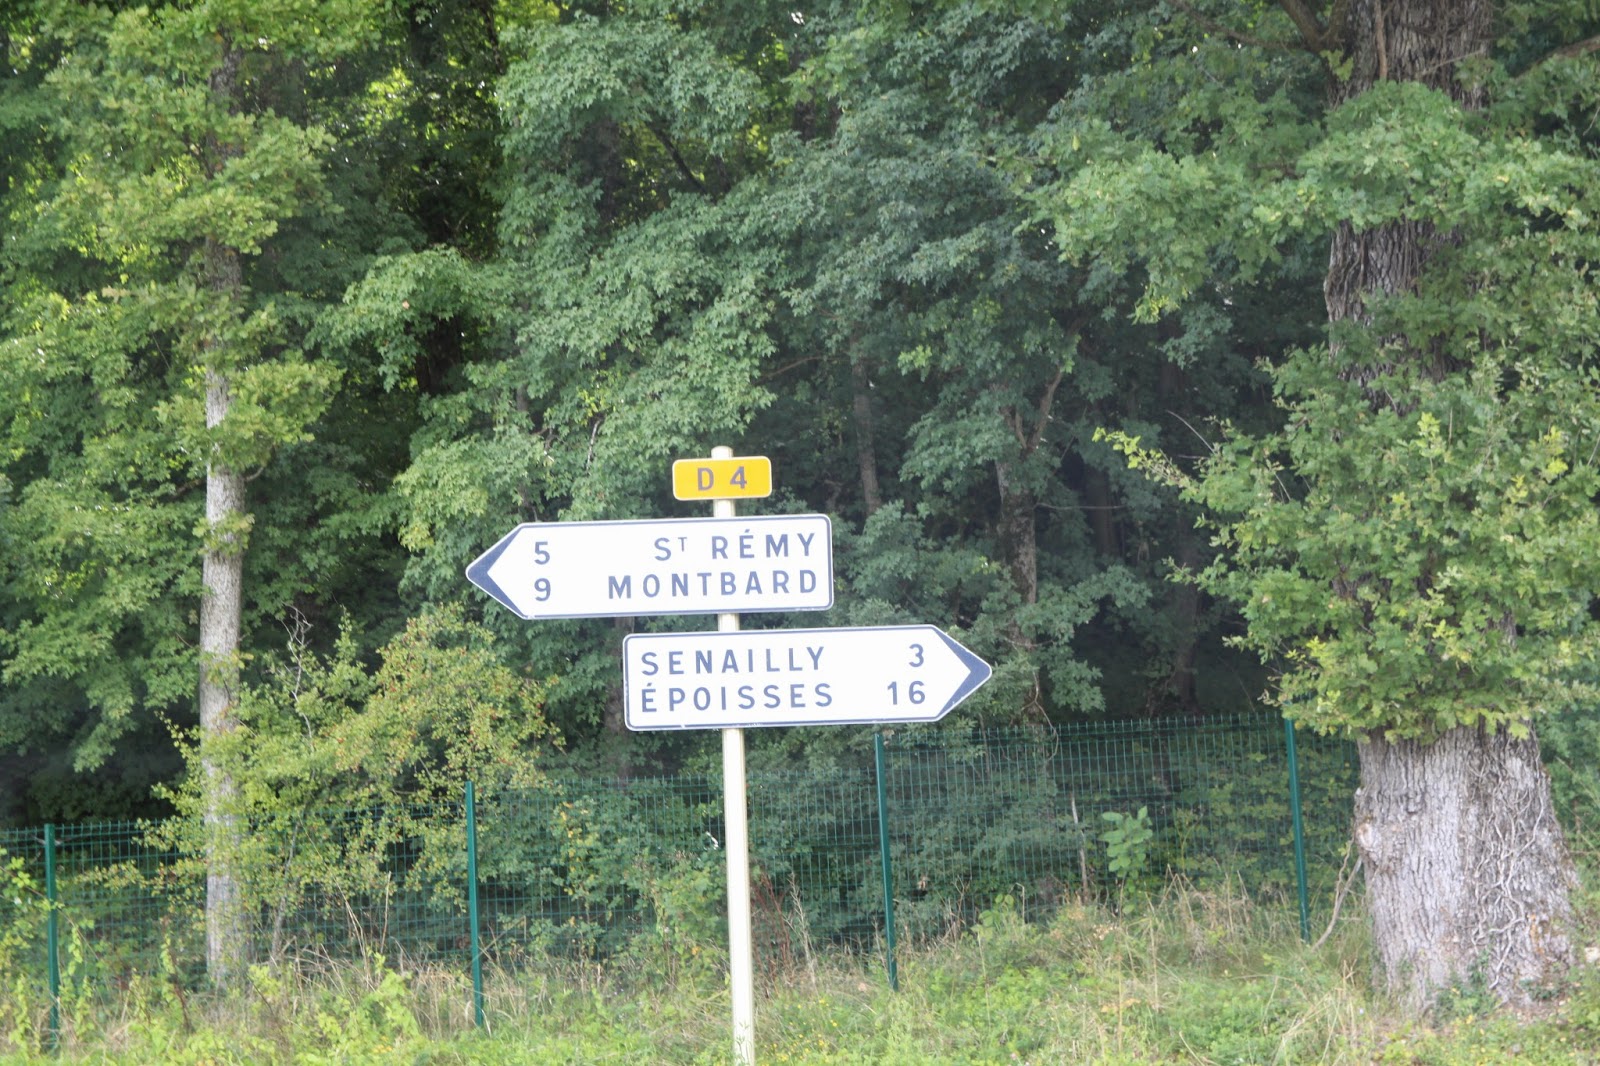 D 4
5 Sᵀ RÉMY
9 MONTBARD
SENAILLY 3
ÉPOISSES 16